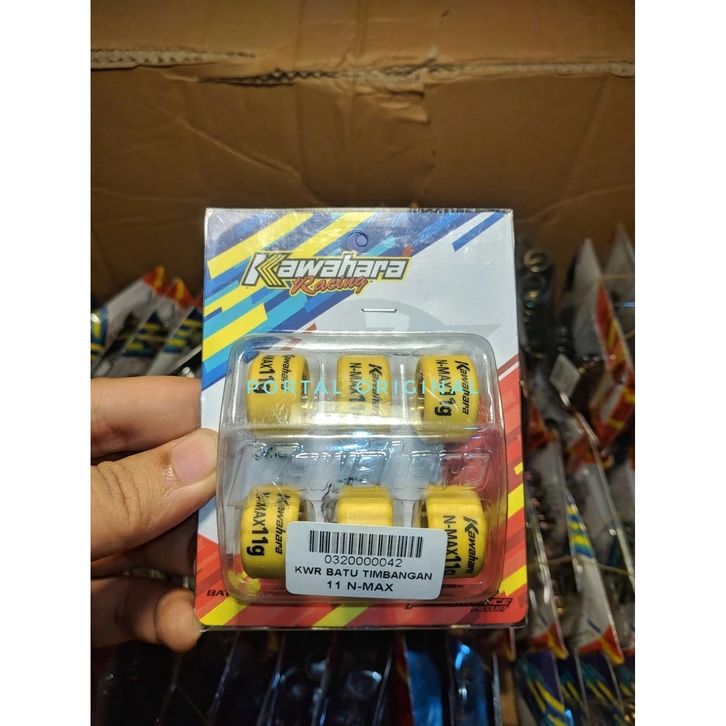 Kawahara
Racing
Kawahara
N-MAX11g
Kawahara
N-MAX11g
Kawahara
N-MAX11g
PORTAL ORIGINAL
Kawahara
N-MAX11g
Kawahara
N-MAX11g
0320000042
KWR BATU TIMBANGAN
11 N-MAX